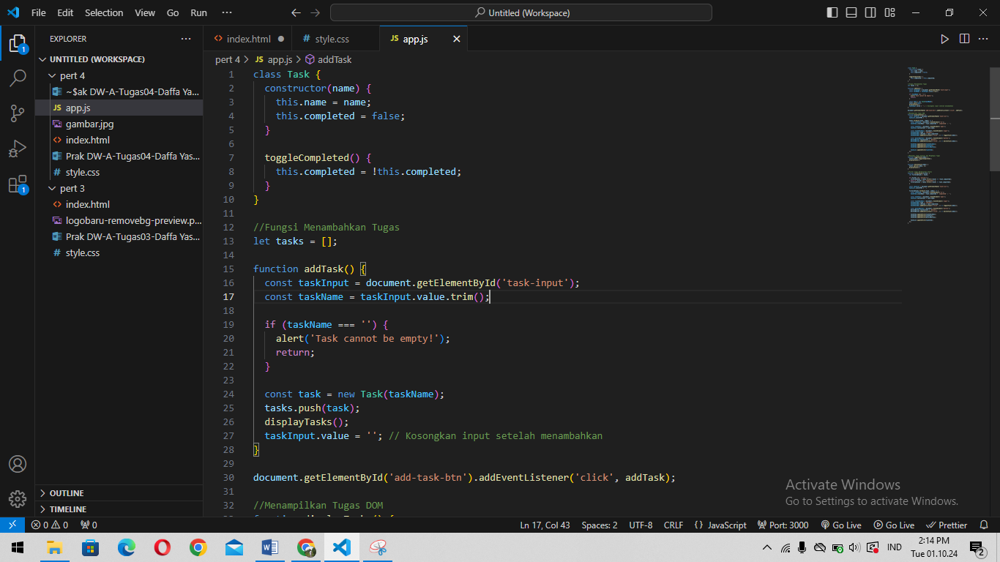 File Edit Selection View Go Run ···
Untitled (Workspace)
EXPLORER
UNTITLED (WORKSPACE)
pert 4
~$ak DW-A-Tugas04-Daffa Ya...
JS app.js
gambar.jpg
<> index.html
Prak DW-A-Tugas04-Daffa Yas...
# style.css
pert 3
<> index.html
logobaru-removebg-preview.p...
Prak DW-A-Tugas03-Daffa Yas...
# style.css
OUTLINE
TIMELINE
1
1
<> index.html
# style.css
JS app.js
pert 4 > JS app.js > addTask
1 class Task {
2 constructor(name) {
3 this.name = name;
4 this.completed = false;
5 }
6
7 toggleCompleted() {
8 this.completed = !this.completed;
9 }
10 }
11
12 //Fungsi Menambahkan Tugas
13 let tasks = [];
14
15 function addTask() {
16 const taskInput = document.getElementById('task-input');
17 const taskName = taskInput.value.trim();
18
19 if (taskName === '') {
20 alert('Task cannot be empty!');
21 return;
22 }
23
24 const task = new Task(taskName);
25 tasks.push(task);
26 displayTasks();
27 taskInput.value = ''; // Kosongkan input setelah menambahkan
28 }
29
30 document.getElementById('add-task-btn').addEventListener('click', addTask);
31
32 //Menampilkan Tugas DOM
Activate Windows
Go to Settings to activate Windows.
0 0 0
Ln 17, Col 43 Spaces: 2 UTF-8 CRLF {} JavaScript Port: 3000 Go Live Go Live Prettier
IND
2:14 PM
Tue 01.10.24
2